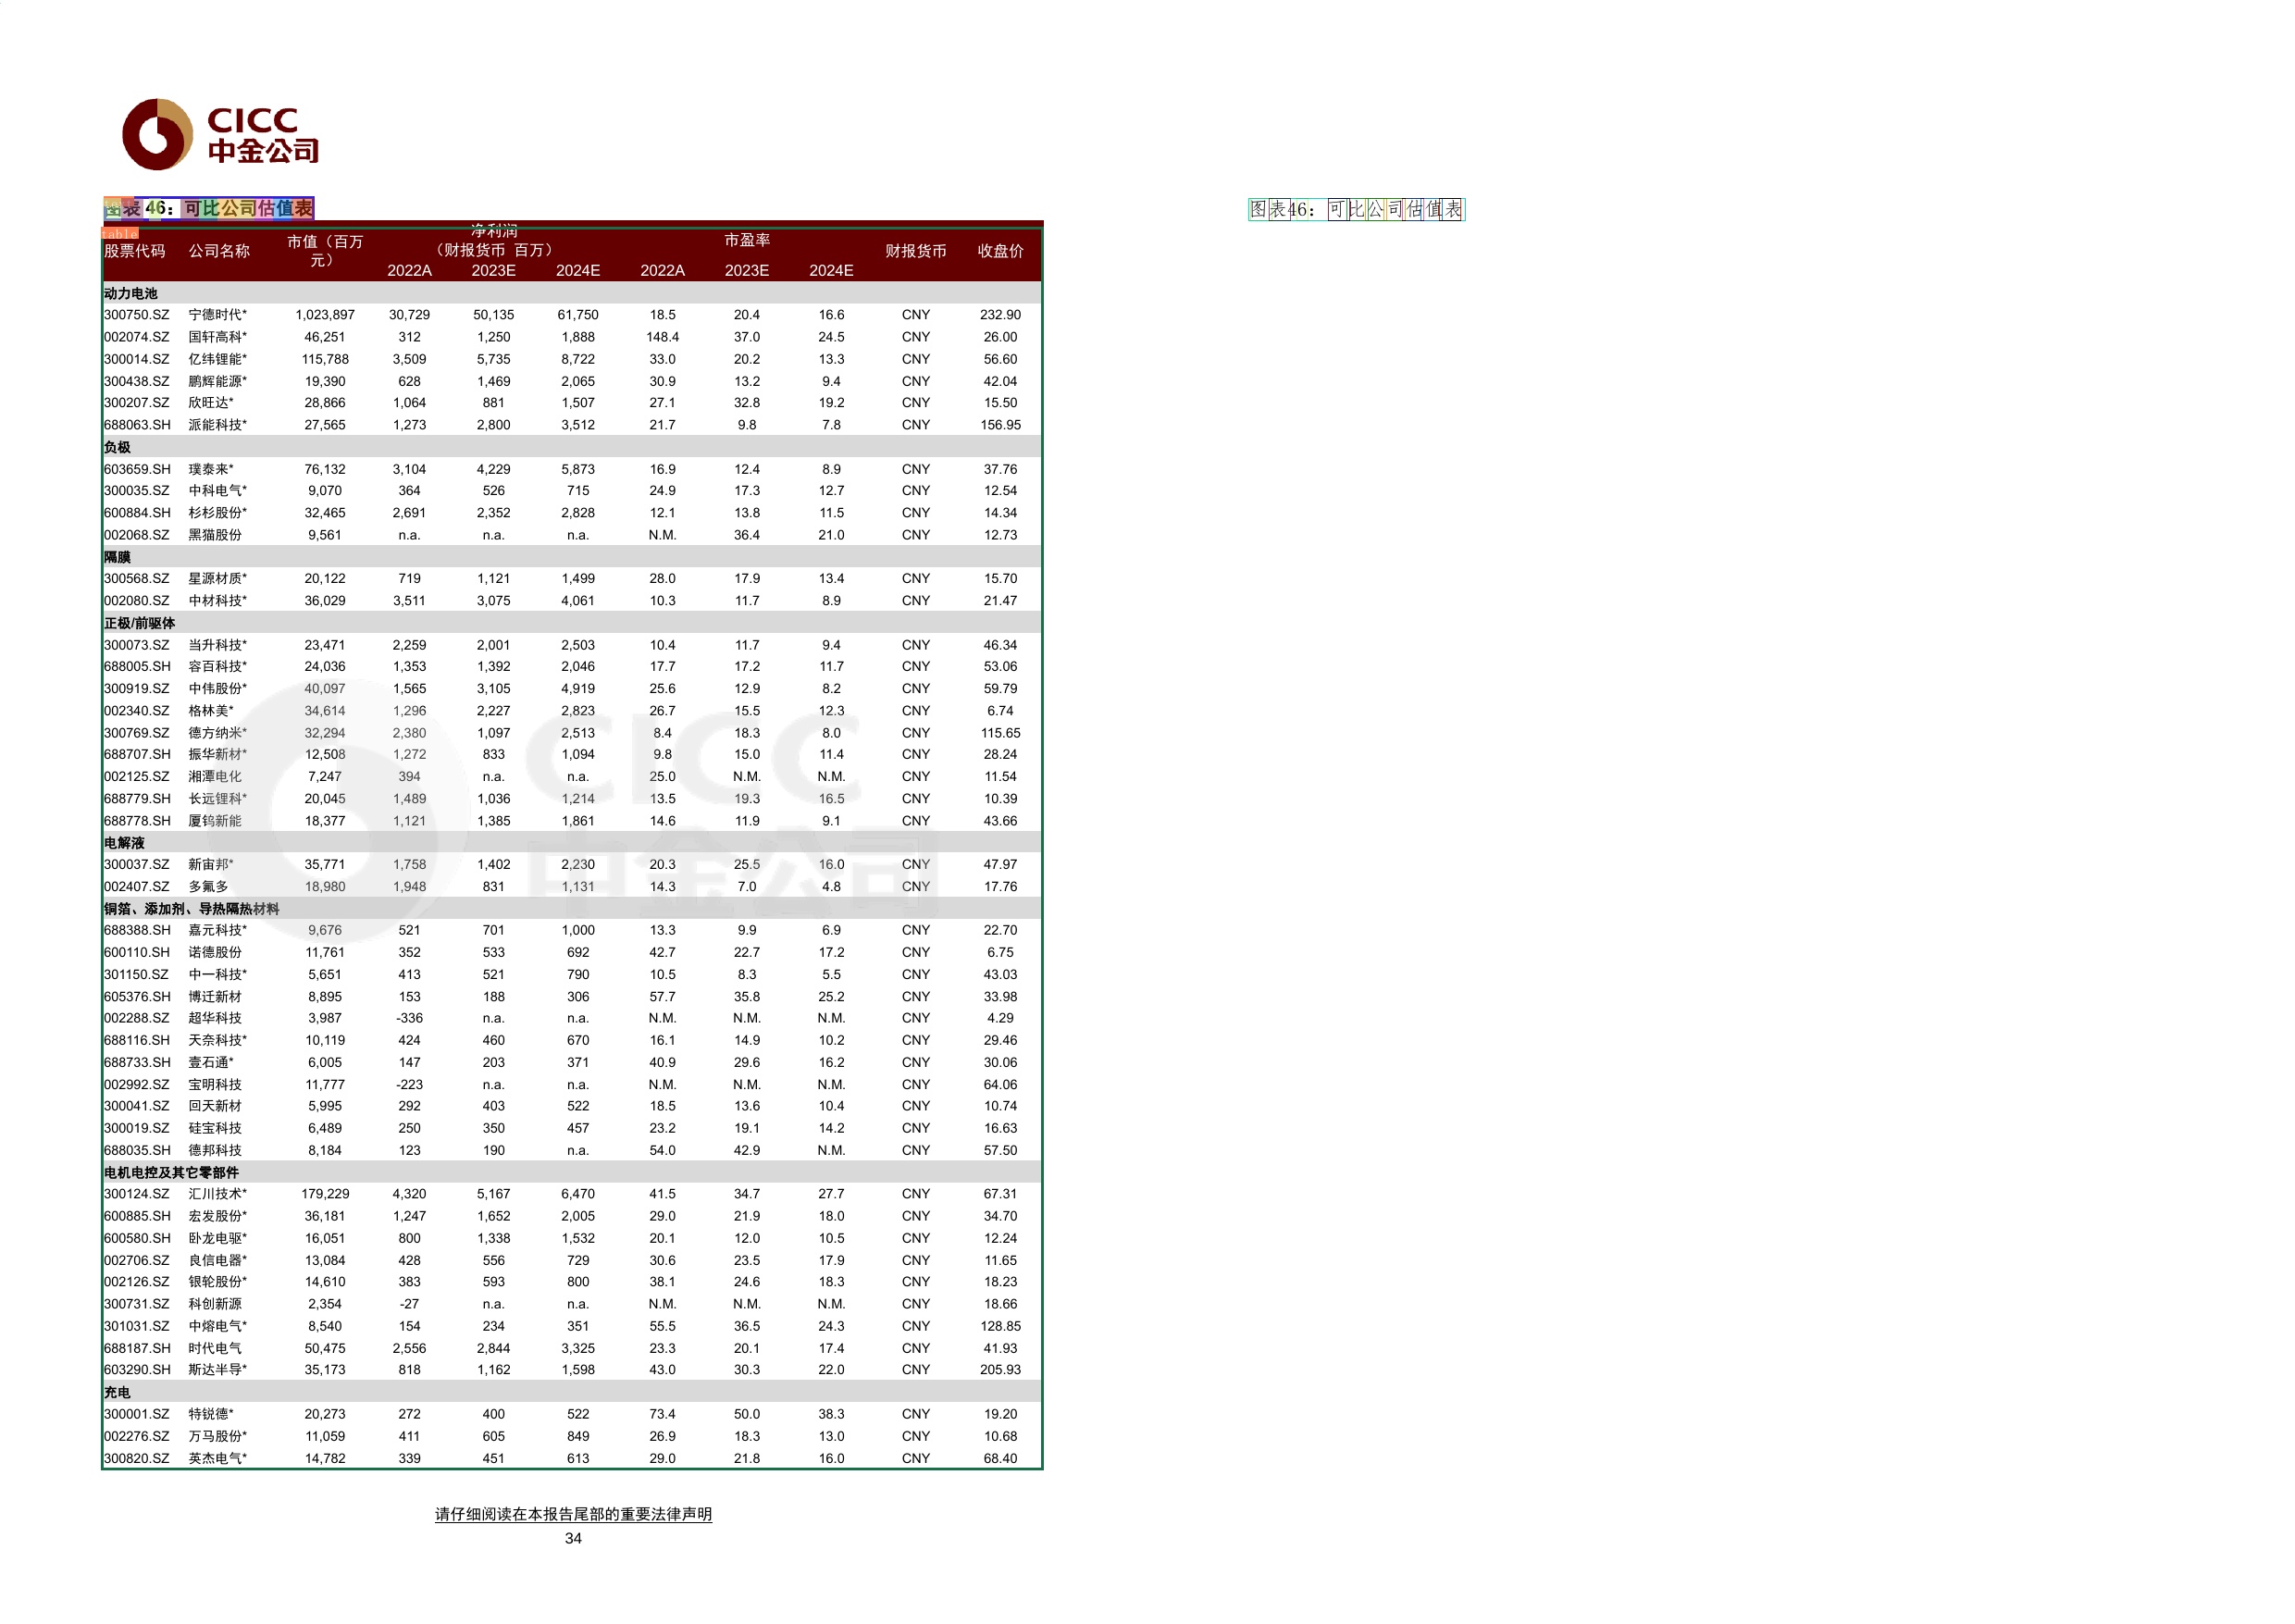 CICC
中金公司
图表 46：可比公司估值表
图表46：可比公司估值表
table
股票代码 公司名称 市值（百万元） 净利润（财报货币 百万） 市盈率 财报货币 收盘价
2022A 2023E 2024E 2022A 2023E 2024E
动力电池
300750.SZ 宁德时代* 1,023,897 30,729 50,135 61,750 18.5 20.4 16.6 CNY 232.90
002074.SZ 国轩高科* 46,251 312 1,250 1,888 148.4 37.0 24.5 CNY 26.00
300014.SZ 亿纬锂能* 115,788 3,509 5,735 8,722 33.0 20.2 13.3 CNY 56.60
300438.SZ 鹏辉能源* 19,390 628 1,469 2,065 30.9 13.2 9.4 CNY 42.04
300207.SZ 欣旺达* 28,866 1,064 881 1,507 27.1 32.8 19.2 CNY 15.50
688063.SH 派能科技* 27,565 1,273 2,800 3,512 21.7 9.8 7.8 CNY 156.95
负极
603659.SH 璞泰来* 76,132 3,104 4,229 5,873 16.9 12.4 8.9 CNY 37.76
300035.SZ 中科电气* 9,070 364 526 715 24.9 17.3 12.7 CNY 12.54
600884.SH 杉杉股份* 32,465 2,691 2,352 2,828 12.1 13.8 11.5 CNY 14.34
002068.SZ 黑猫股份 9,561 n.a. n.a. n.a. N.M. 36.4 21.0 CNY 12.73
隔膜
300568.SZ 星源材质* 20,122 719 1,121 1,499 28.0 17.9 13.4 CNY 15.70
002080.SZ 中材科技* 36,029 3,511 3,075 4,061 10.3 11.7 8.9 CNY 21.47
正极/前驱体
300073.SZ 当升科技* 23,471 2,259 2,001 2,503 10.4 11.7 9.4 CNY 46.34
688005.SH 容百科技* 24,036 1,353 1,392 2,046 17.7 17.2 11.7 CNY 53.06
300919.SZ 中伟股份* 40,097 1,565 3,105 4,919 25.6 12.9 8.2 CNY 59.79
002340.SZ 格林美* 34,614 1,296 2,227 2,823 26.7 15.5 12.3 CNY 6.74
300769.SZ 德方纳米* 32,294 2,380 1,097 2,513 8.4 18.3 8.0 CNY 115.65
688707.SH 振华新材* 12,508 1,272 833 1,094 9.8 15.0 11.4 CNY 28.24
002125.SZ 湘潭电化 7,247 394 n.a. n.a. 25.0 N.M. N.M. CNY 11.54
688779.SH 长远锂科* 20,045 1,489 1,036 1,214 13.5 19.3 16.5 CNY 10.39
688778.SH 厦钨新能 18,377 1,121 1,385 1,861 14.6 11.9 9.1 CNY 43.66
电解液
300037.SZ 新宙邦* 35,771 1,758 1,402 2,230 20.3 25.5 16.0 CNY 47.97
002407.SZ 多氟多 18,980 1,948 831 1,131 14.3 7.0 4.8 CNY 17.76
铜箔、添加剂、导热隔热材料
688388.SH 嘉元科技* 9,676 521 701 1,000 13.3 9.9 6.9 CNY 22.70
600110.SH 诺德股份 11,761 352 533 692 42.7 22.7 17.2 CNY 6.75
301150.SZ 中一科技* 5,651 413 521 790 10.5 8.3 5.5 CNY 43.03
605376.SH 博迁新材 8,895 153 188 306 57.7 35.8 25.2 CNY 33.98
002288.SZ 超华科技 3,987 -336 n.a. n.a. N.M. N.M. N.M. CNY 4.29
688116.SH 天奈科技* 10,119 424 460 670 16.1 14.9 10.2 CNY 29.46
688733.SH 壹石通* 6,005 147 203 371 40.9 29.6 16.2 CNY 30.06
002992.SZ 宝明科技 11,777 -223 n.a. n.a. N.M. N.M. N.M. CNY 64.06
300041.SZ 回天新材 5,995 292 403 522 18.5 13.6 10.4 CNY 10.74
300019.SZ 硅宝科技 6,489 250 350 457 23.2 19.1 14.2 CNY 16.63
688035.SH 德邦科技 8,184 123 190 n.a. 54.0 42.9 N.M. CNY 57.50
电机电控及其它零部件
300124.SZ 汇川技术* 179,229 4,320 5,167 6,470 41.5 34.7 27.7 CNY 67.31
600885.SH 宏发股份* 36,181 1,247 1,652 2,005 29.0 21.9 18.0 CNY 34.70
600580.SH 卧龙电驱* 16,051 800 1,338 1,532 20.1 12.0 10.5 CNY 12.24
002706.SZ 良信电器* 13,084 428 556 729 30.6 23.5 17.9 CNY 11.65
002126.SZ 银轮股份* 14,610 383 593 800 38.1 24.6 18.3 CNY 18.23
300731.SZ 科创新源 2,354 -27 n.a. n.a. N.M. N.M. N.M. CNY 18.66
301031.SZ 中熔电气* 8,540 154 234 351 55.5 36.5 24.3 CNY 128.85
688187.SH 时代电气 50,475 2,556 2,844 3,325 23.3 20.1 17.4 CNY 41.93
603290.SH 斯达半导* 35,173 818 1,162 1,598 43.0 30.3 22.0 CNY 205.93
充电
300001.SZ 特锐德* 20,273 272 400 522 73.4 50.0 38.3 CNY 19.20
002276.SZ 万马股份* 11,059 411 605 849 26.9 18.3 13.0 CNY 10.68
300820.SZ 英杰电气* 14,782 339 451 613 29.0 21.8 16.0 CNY 68.40
CICC
中金公司
请仔细阅读在本报告尾部的重要法律声明
34